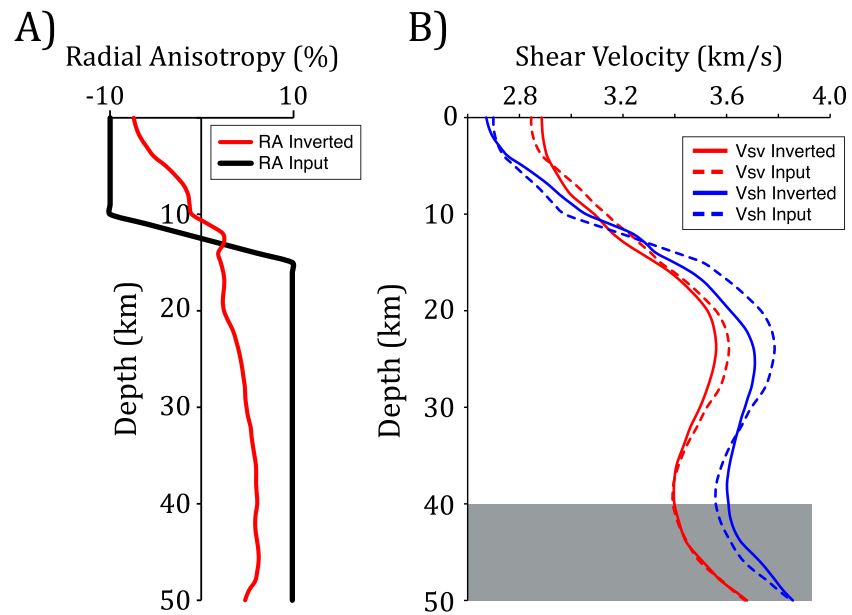 A)
Radial Anisotropy (%)
-10 10
RA Inverted
RA Input
10
20
30
40
50
Depth (km)
B)
Shear Velocity (km/s)
2.8 3.2 3.6 4.0
0
Vsv Inverted
Vsv Input
Vsh Inverted
Vsh Input
10
20
30
40
50
Depth (km)